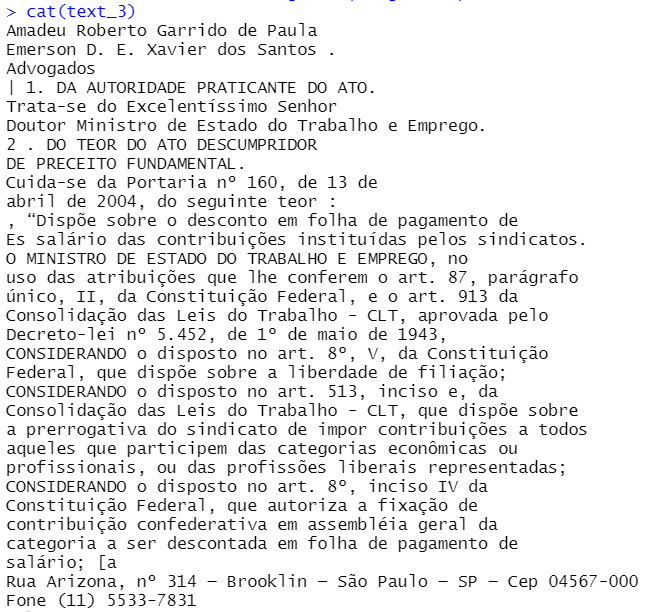 > cat(text_3)
Amadeu Roberto Garrido de Paula
Emerson D. E. Xavier dos Santos .
Advogados
| 1. DA AUTORIDADE PRATICANTE DO ATO.
Trata-se do Excelentíssimo Senhor
Doutor Ministro de Estado do Trabalho e Emprego.
2 . DO TEOR DO ATO DESCUMPRIDOR
DE PRECEITO FUNDAMENTAL.
Cuida-se da Portaria nº 160, de 13 de
abril de 2004, do seguinte teor :
, “Dispõe sobre o desconto em folha de pagamento de
Es salário das contribuições instituídas pelos sindicatos.
O MINISTRO DE ESTADO DO TRABALHO E EMPREGO, no
uso das atribuições que lhe conferem o art. 87, parágrafo
único, II, da Constituição Federal, e o art. 913 da
Consolidação das Leis do Trabalho - CLT, aprovada pelo
Decreto-lei nº 5.452, de 1º de maio de 1943,
CONSIDERANDO o disposto no art. 8º, V, da Constituição
Federal, que dispõe sobre a liberdade de filiação;
CONSIDERANDO o disposto no art. 513, inciso e, da
Consolidação das Leis do Trabalho - CLT, que dispõe sobre
a prerrogativa do sindicato de impor contribuições a todos
aqueles que participem das categorias econômicas ou
profissionais, ou das profissões liberais representadas;
CONSIDERANDO o disposto no art. 8º, inciso IV da
Constituição Federal, que autoriza a fixação de
contribuição confederativa em assembléia geral da
categoria a ser descontada em folha de pagamento de
salário; [a
Rua Arizona, nº 314 – Brooklin – São Paulo – SP – Cep 04567-000
Fone (11) 5533-7831